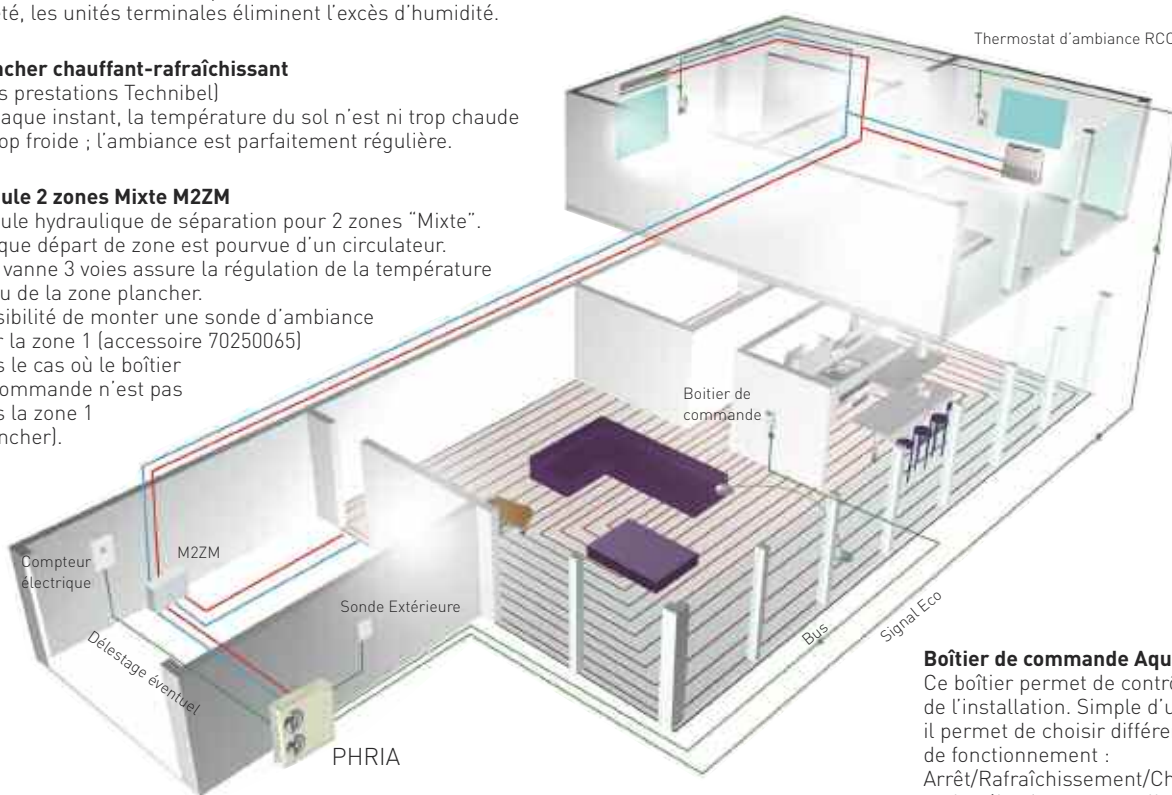 été, les unités terminales éliminent l’excès d’humidité.
ncher chauffant-rafraîchissant
s prestations Technibel)
aque instant, la température du sol n’est ni trop chaude
op froide ; l’ambiance est parfaitement régulière.
ule 2 zones Mixte M2ZM
ule hydraulique de séparation pour 2 zones “Mixte”.
que départ de zone est pourvue d’un circulateur.
vanne 3 voies assure la régulation de la température
u de la zone plancher.
sibilité de monter une sonde d’ambiance
r la zone 1 (accessoire 70250065)
s le cas où le boîtier
ommande n’est pas
s la zone 1
ncher).
Thermostat d’ambiance RCC
Boitier de
commande
Compteur
électrique
M2ZM
Sonde Extérieure
Délestage éventuel
PHRIA
Bus
Signal Eco
Boîtier de commande Aqu
Ce boîtier permet de contrô
de l’installation. Simple d’u
il permet de choisir différe
de fonctionnement :
Arrêt/Rafraîchissement/Ch